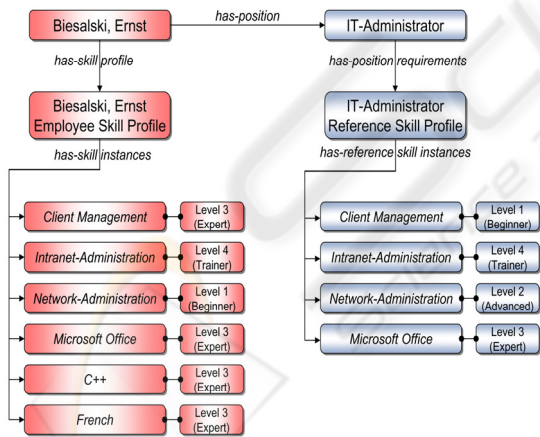 Biesalski, Ernst
has-position
IT-Administrator
has-skill profile
has-position requirements
Biesalski, Ernst
Employee Skill Profile
IT-Administrator
Reference Skill Profile
has-skill instances
has-reference skill instances
Client Management
Level 3
(Expert)
Intranet-Administration
Level 4
(Trainer)
Network-Administration
Level 1
(Beginner)
Microsoft Office
Level 3
(Expert)
C++
Level 3
(Expert)
French
Level 3
(Expert)
Client Management
Level 1
(Beginner)
Intranet-Administration
Level 4
(Trainer)
Network-Administration
Level 2
(Advanced)
Microsoft Office
Level 3
(Expert)